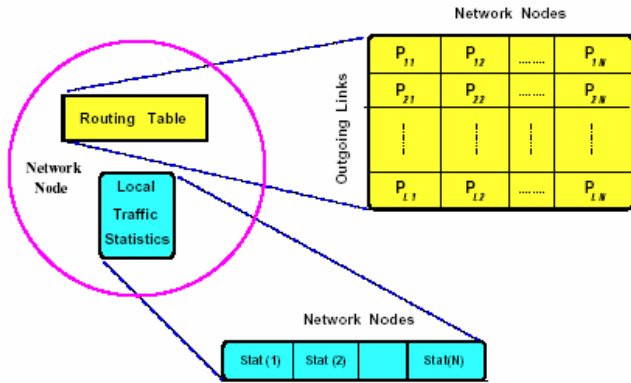 Network Nodes
P11 P12 ........ P1N
P21 P22 ........ P2N
PL1 PL2 ........ PLN
Outgoing Links
Routing Table
Network
Node
Local
Traffic
Statistics
Network Nodes
Stat (1) Stat (2) Stat(N)